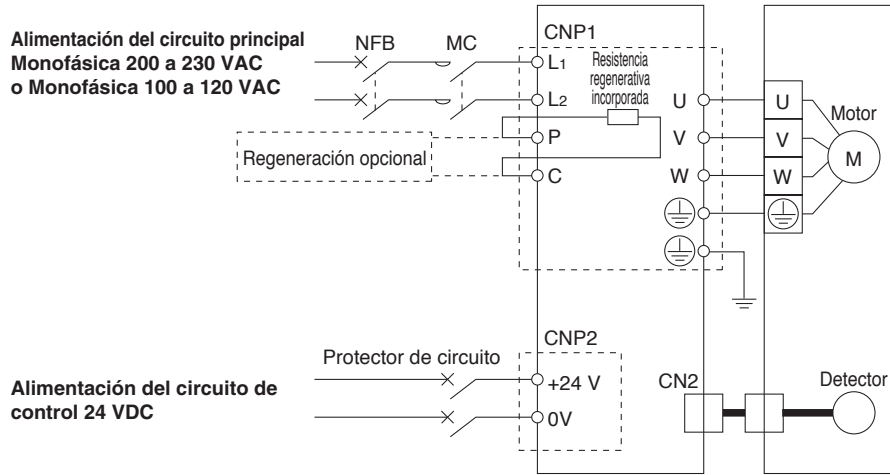 Alimentación del circuito principal
Monofásica 200 a 230 VAC
o Monofásica 100 a 120 VAC
NFB
MC
CNP1
L1
L2
Resistencia
regenerativa
incorporada
P
C
Regeneración opcional
U
V
W
U
V
W
Motor
M
CNP2
Protector de circuito
+24 V
0V
Alimentación del circuito de
control 24 VDC
CN2
Detector